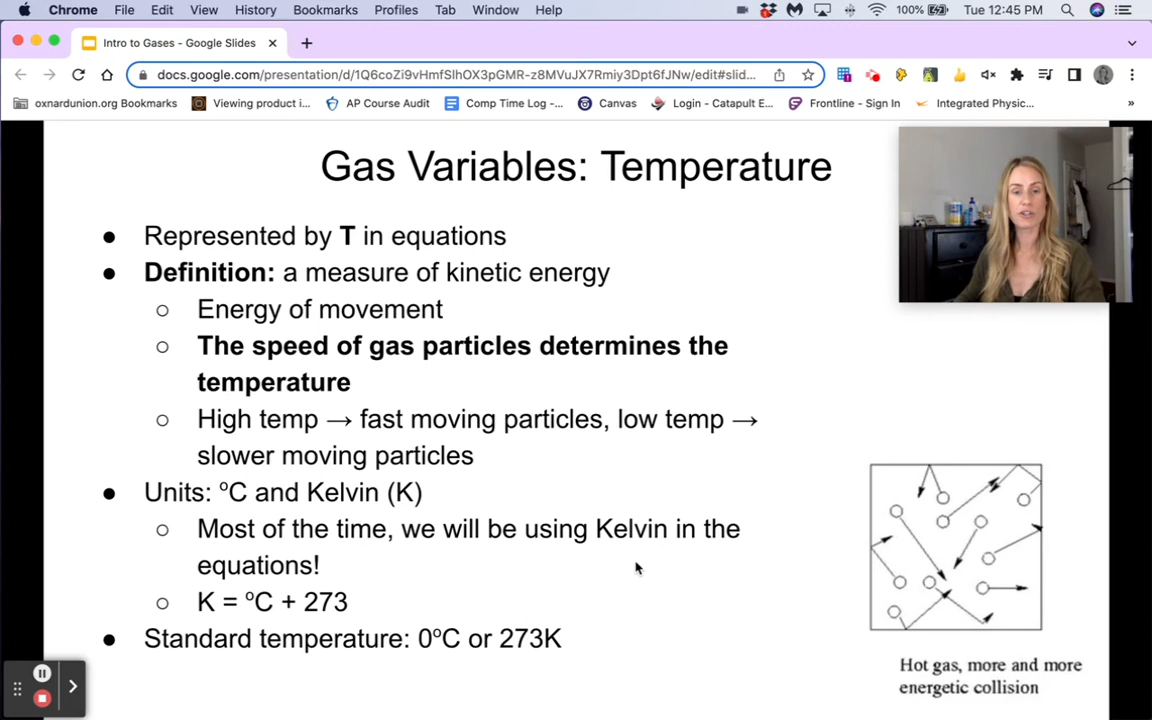 Chrome File Edit View History Bookmarks Profiles Tab Window Help 100% Tue 12:45 PM
Intro to Gases - Google Slides
docs.google.com/presentation/d/1Q6coZi9vHmfSlhOX3pGMR-z8MVuJX7Rmiy3Dpt6fJNw/edit#slid...
oxnardunion.org Bookmarks Viewing product i... AP Course Audit Comp Time Log -... Canvas Login - Catapult E... Frontline - Sign In Integrated Physic... »
Gas Variables: Temperature
● Represented by T in equations
● Definition: a measure of kinetic energy
○ Energy of movement
○ The speed of gas particles determines the
temperature
○ High temp → fast moving particles, low temp →
slower moving particles
● Units: ºC and Kelvin (K)
○ Most of the time, we will be using Kelvin in the
equations!
○ K = ºC + 273
● Standard temperature: 0ºC or 273K
Hot gas, more and more
energetic collision